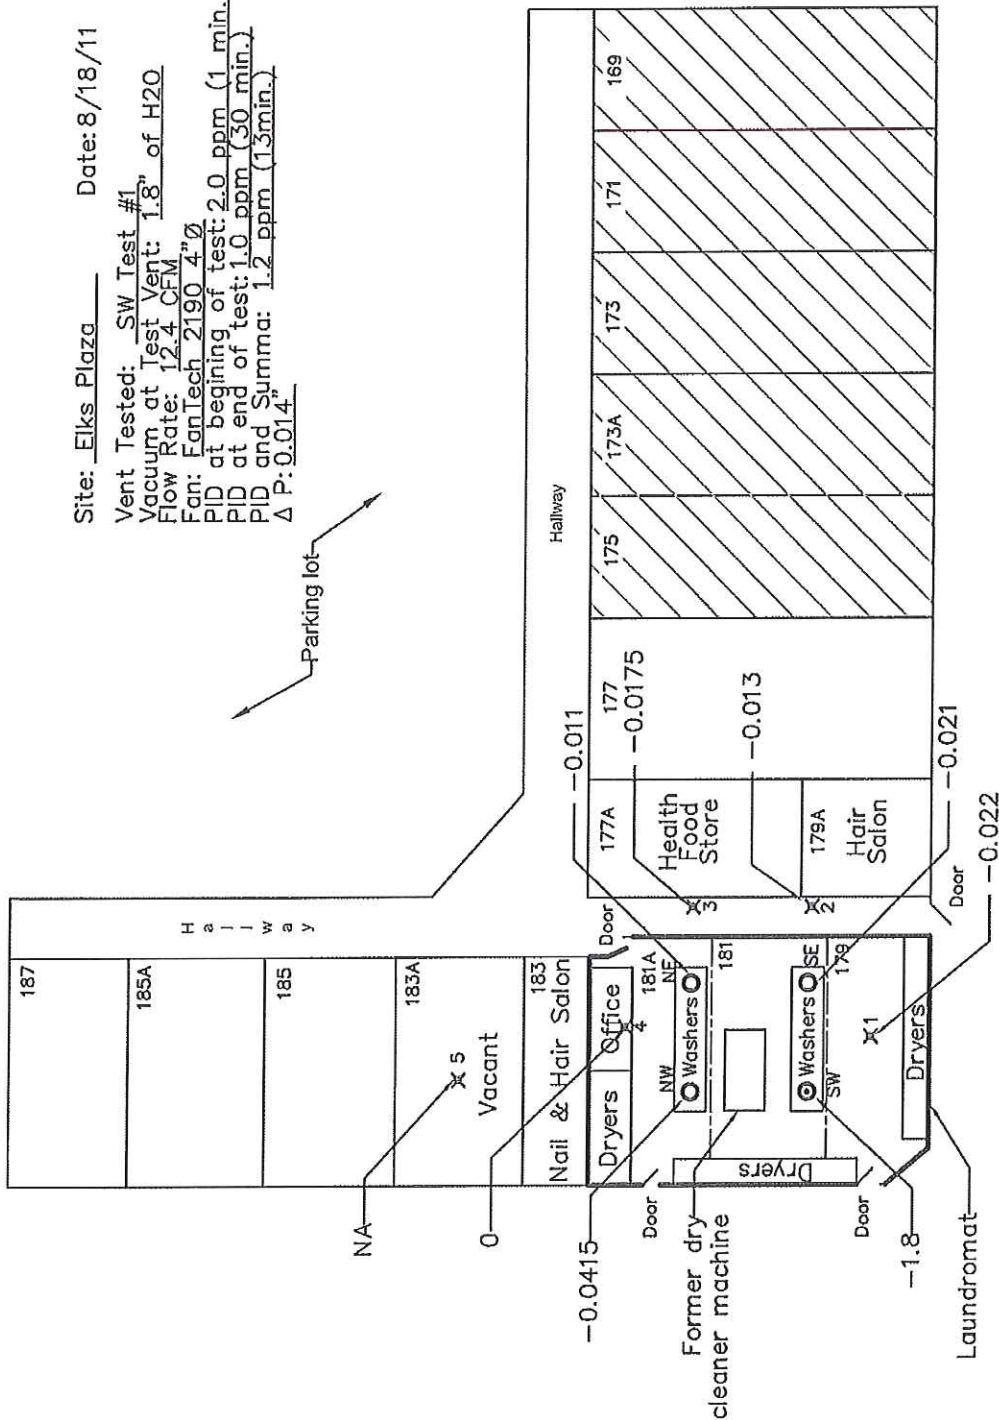 Site: Elks Plaza Date: 8/18/11
Vent Tested: SW Test #1
Vacuum at Test Vent: 1.8" of H2O
Flow Rate: 12.4 CFM
Fan: FanTech 2190 4"Ø
PID at begining of test: 2.0 ppm (1 min.
PID at end of test: 1.0 ppm (30 min.)
PID and Summa: 1.2 ppm (13min.)
Δ P: 0.014"
Parking lot
Hallway
169
171
173
173A
175
177
-0.0175
-0.011
-0.013
-0.021
-0.022
177A
Health
Food
Store
179A
Hair
Salon
3
2
Door
Door
Hallway
187
185A
185
183A
5
Vacant
183
Nail & Hair Salon
Office
4
Dryers
181A
NE
NW
Washers
181
SE
SW
Washers
179
1
Dryers
Dryers
Door
Door
NA
0
-0.0415
Former dry
cleaner machine
-1.8
Laundromat